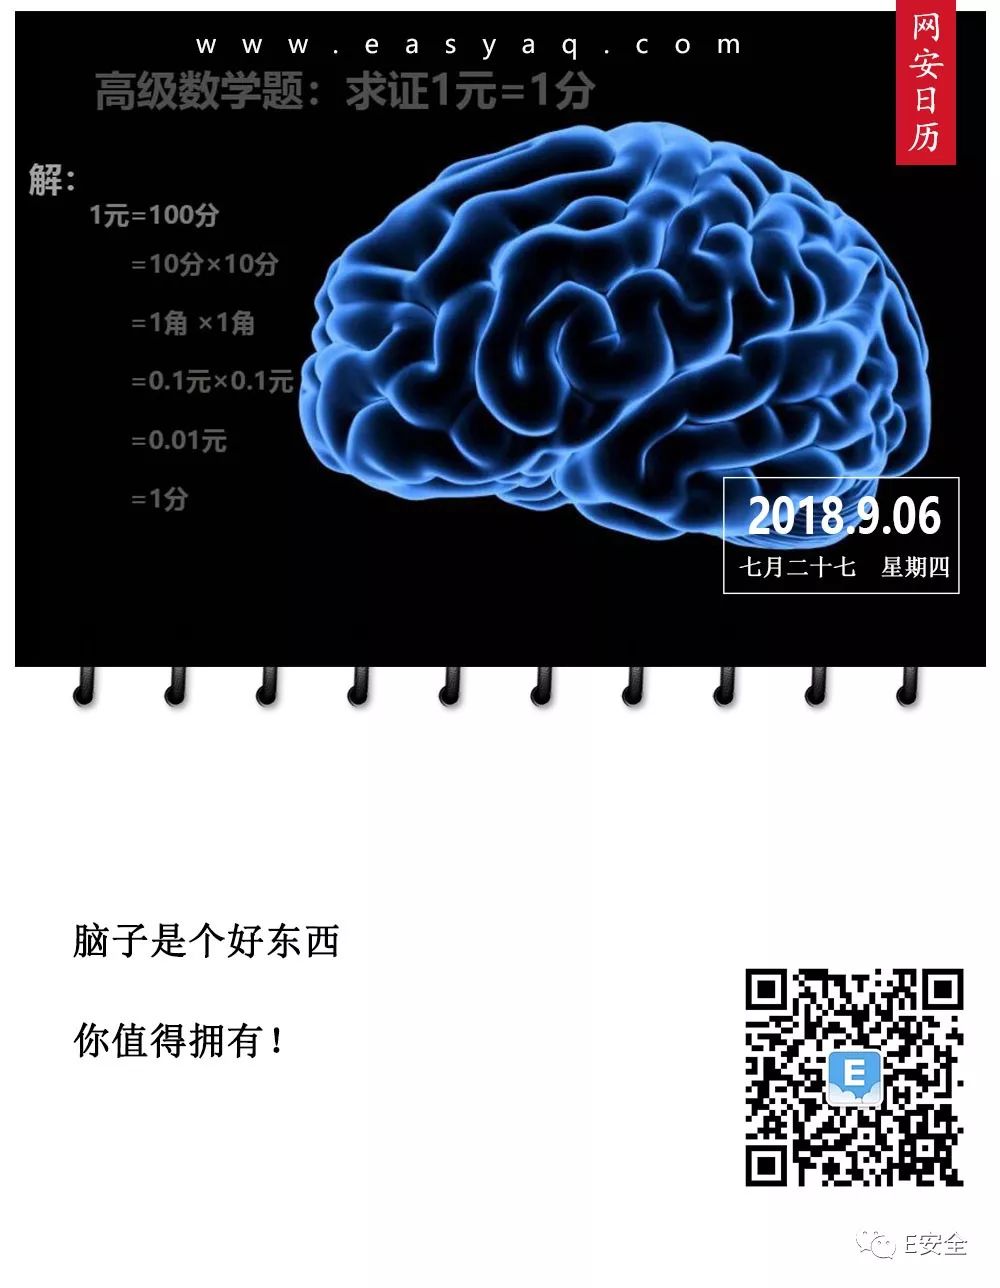 www.easyaq.com
网安日历
高级数学题：求证1元=1分
解：
1元=100分
=10分×10分
=1角 ×1角
=0.1元×0.1元
=0.01元
=1分
2018.9.06
七月二十七 星期四
脑子是个好东西
你值得拥有！
E
E安全